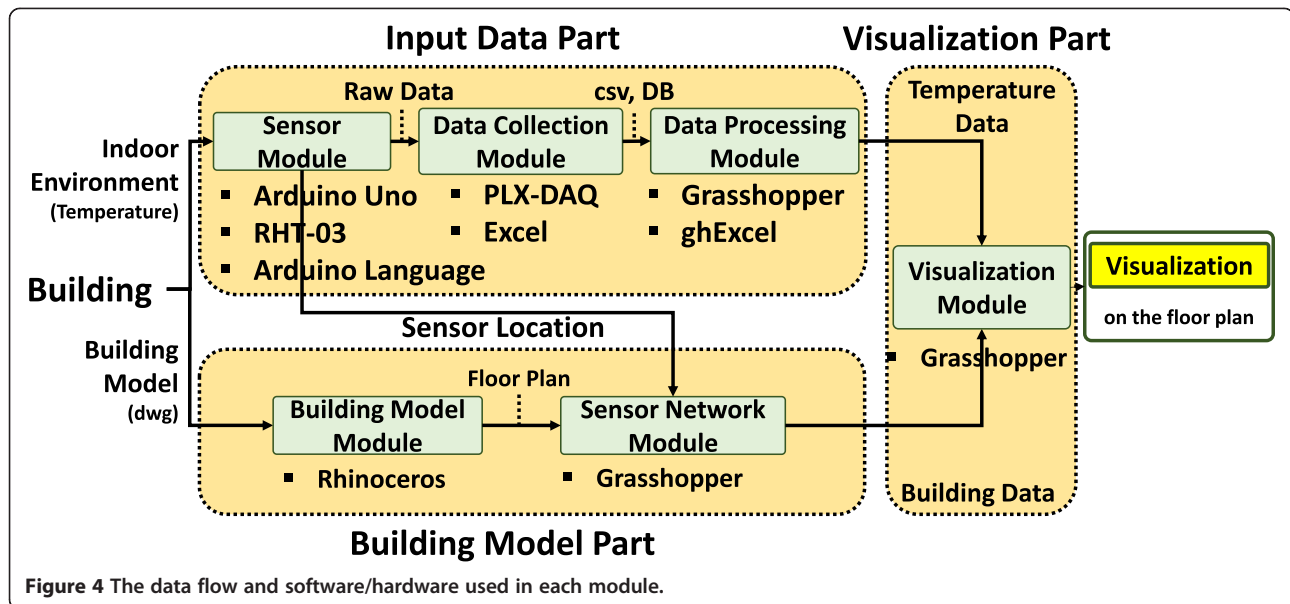 Input Data Part
Visualization Part
Raw Data
csv, DB
Temperature
Data
Sensor
Module
Data Collection
Module
Data Processing
Module
Indoor
Environment
(Temperature)
▪ Arduino Uno
▪ RHT-03
▪ Arduino Language
▪ PLX-DAQ
▪ Excel
▪ Grasshopper
▪ ghExcel
Building
Visualization
Module
▪ Grasshopper
Visualization
on the floor plan
Sensor Location
Building
Model
(dwg)
Floor Plan
Building Model
Module
Sensor Network
Module
▪ Rhinoceros
▪ Grasshopper
Building Data
Building Model Part
Figure 4 The data flow and software/hardware used in each module.